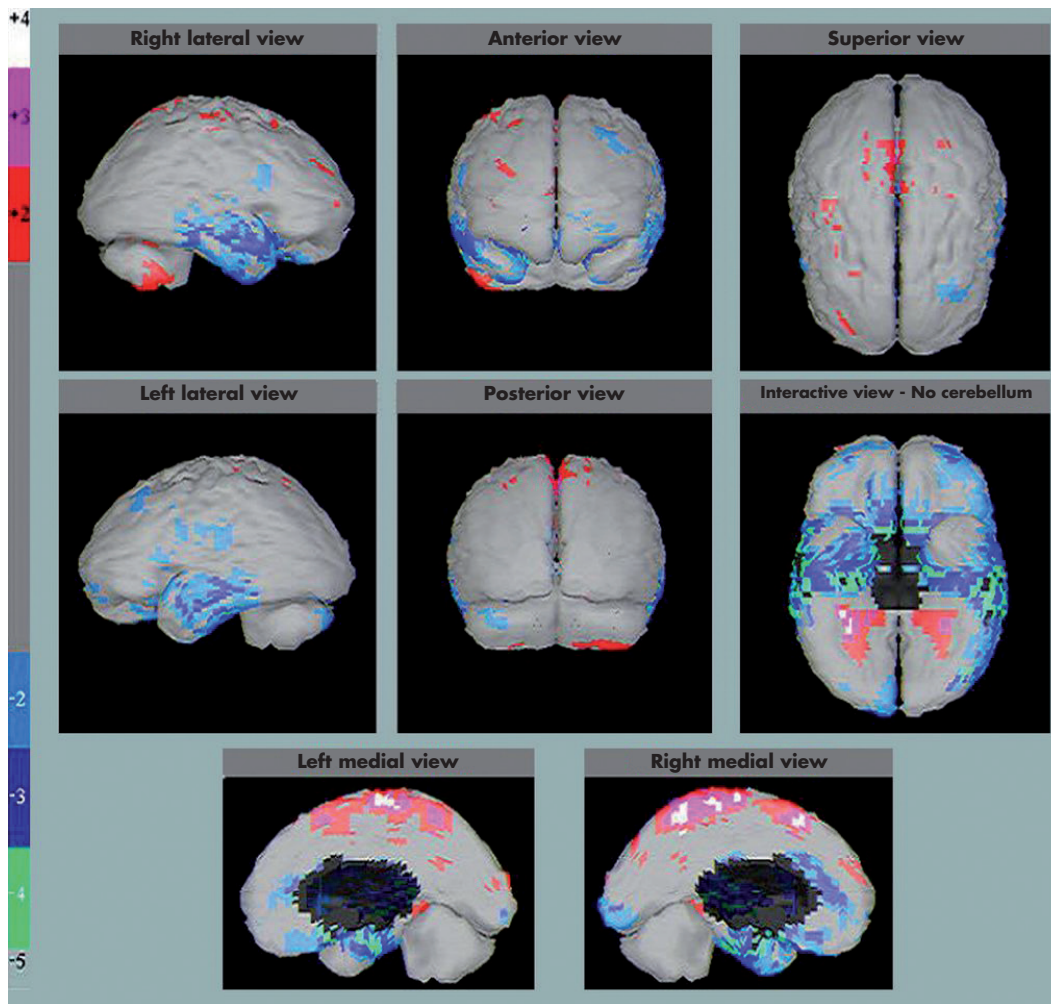 +4
+3
+2
-2
-3
-4
-5
Right lateral view
Anterior view
Superior view
Left lateral view
Posterior view
Interactive view - No cerebellum
Left medial view
Right medial view